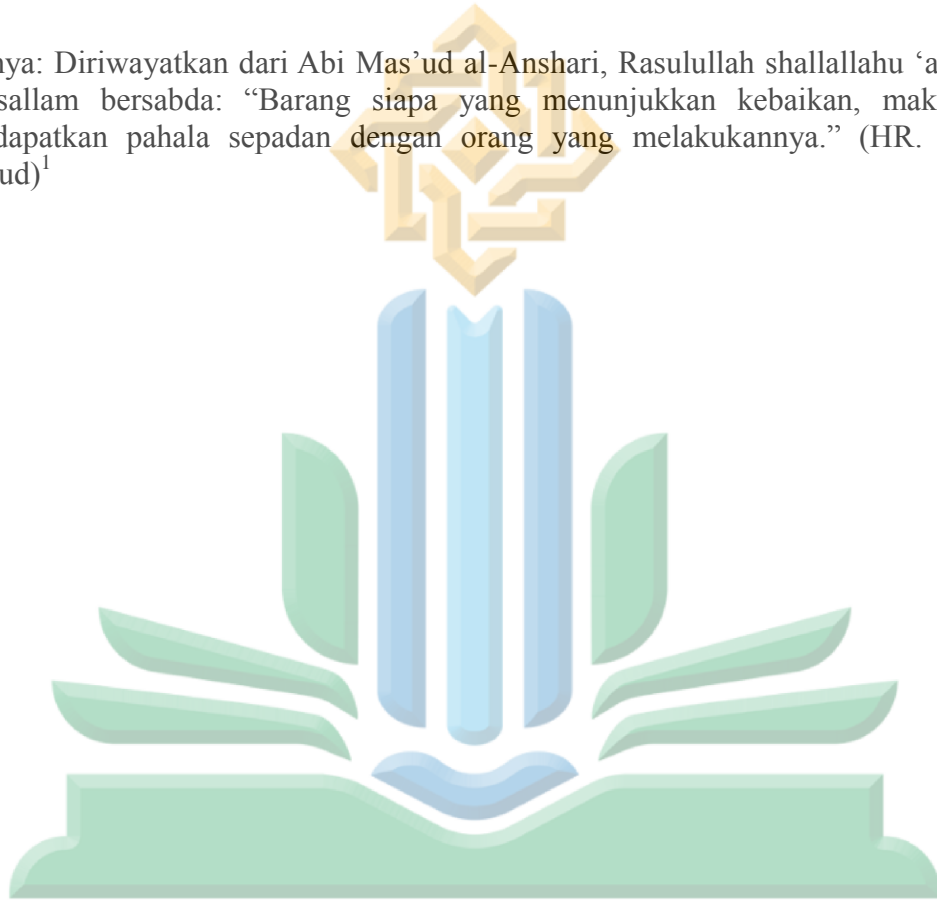 nya: Diriwayatkan dari Abi Mas’ud al-Anshari, Rasulullah shallallahu ‘a
sallam bersabda: “Barang siapa yang menunjukkan kebaikan, mak
dapatkan pahala sepadan dengan orang yang melakukannya.” (HR.
ud)1